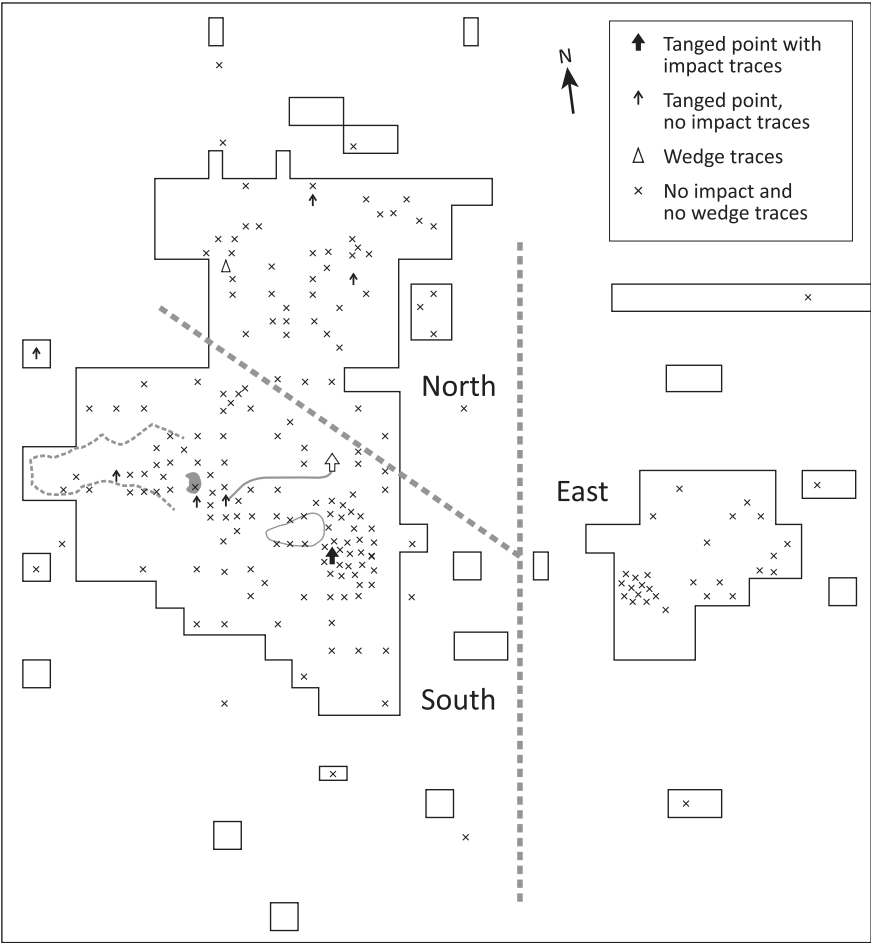 N
Tanged point with
impact traces
Tanged point,
no impact traces
Wedge traces
No impact and
no wedge traces
North
East
South